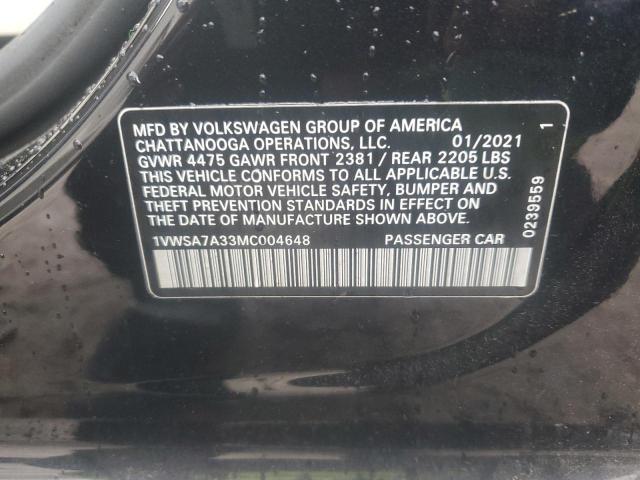 MFD BY VOLKSWAGEN GROUP OF AMERICA
CHATTANOOGA OPERATIONS, LLC. 01/2021
GVWR 4475 GAWR FRONT 2381 / REAR 2205 LBS
THIS VEHICLE CONFORMS TO ALL APPLICABLE U.S.
FEDERAL MOTOR VEHICLE SAFETY, BUMPER AND
THEFT PREVENTION STANDARDS IN EFFECT ON
THE DATE OF MANUFACTURE SHOWN ABOVE.
1VWSA7A33MC004648 PASSENGER CAR
0239559 1